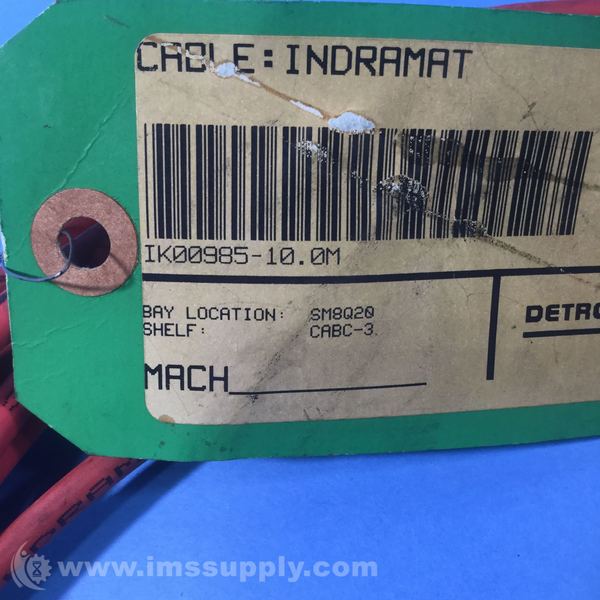 CABLE: INDRAMAT
IK00985-10.0M
BAY LOCATION: SM8Q20
SHELF: CABC-3
DETRO
MACH
www.imssupply.com